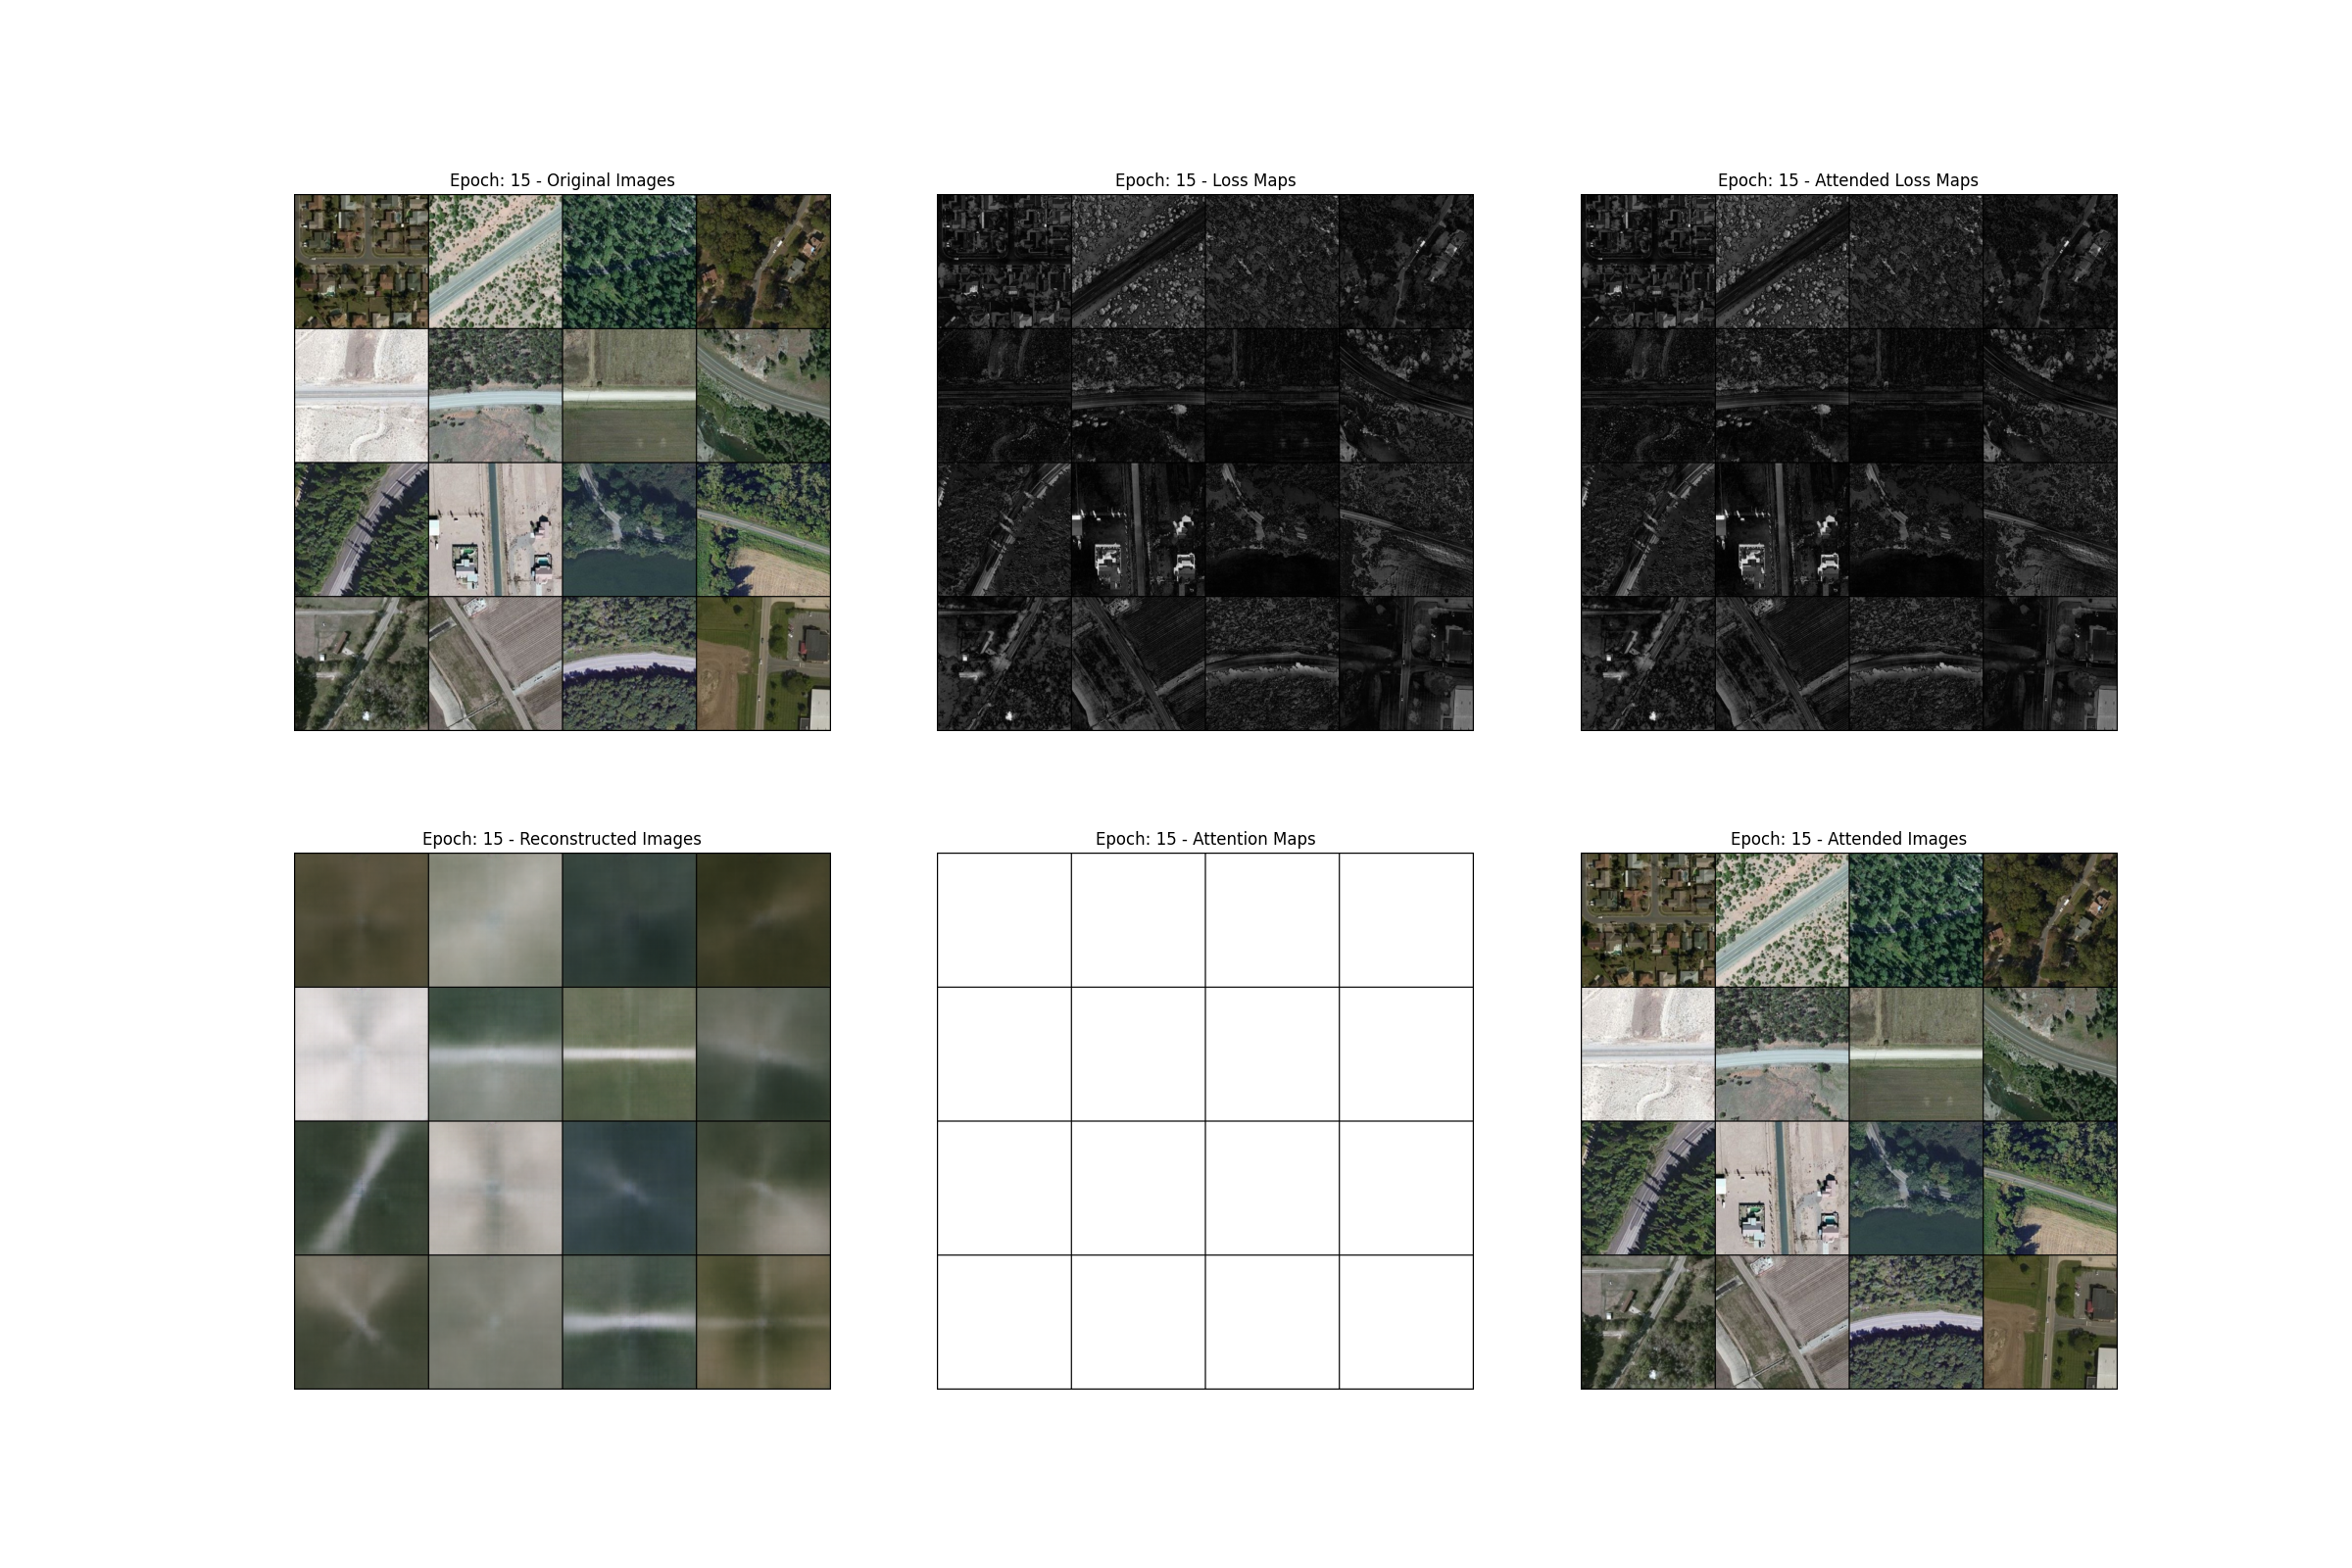 Epoch: 15 - Original Images
Epoch: 15 - Loss Maps
Epoch: 15 - Attended Loss Maps
Epoch: 15 - Reconstructed Images
Epoch: 15 - Attention Maps
Epoch: 15 - Attended Images